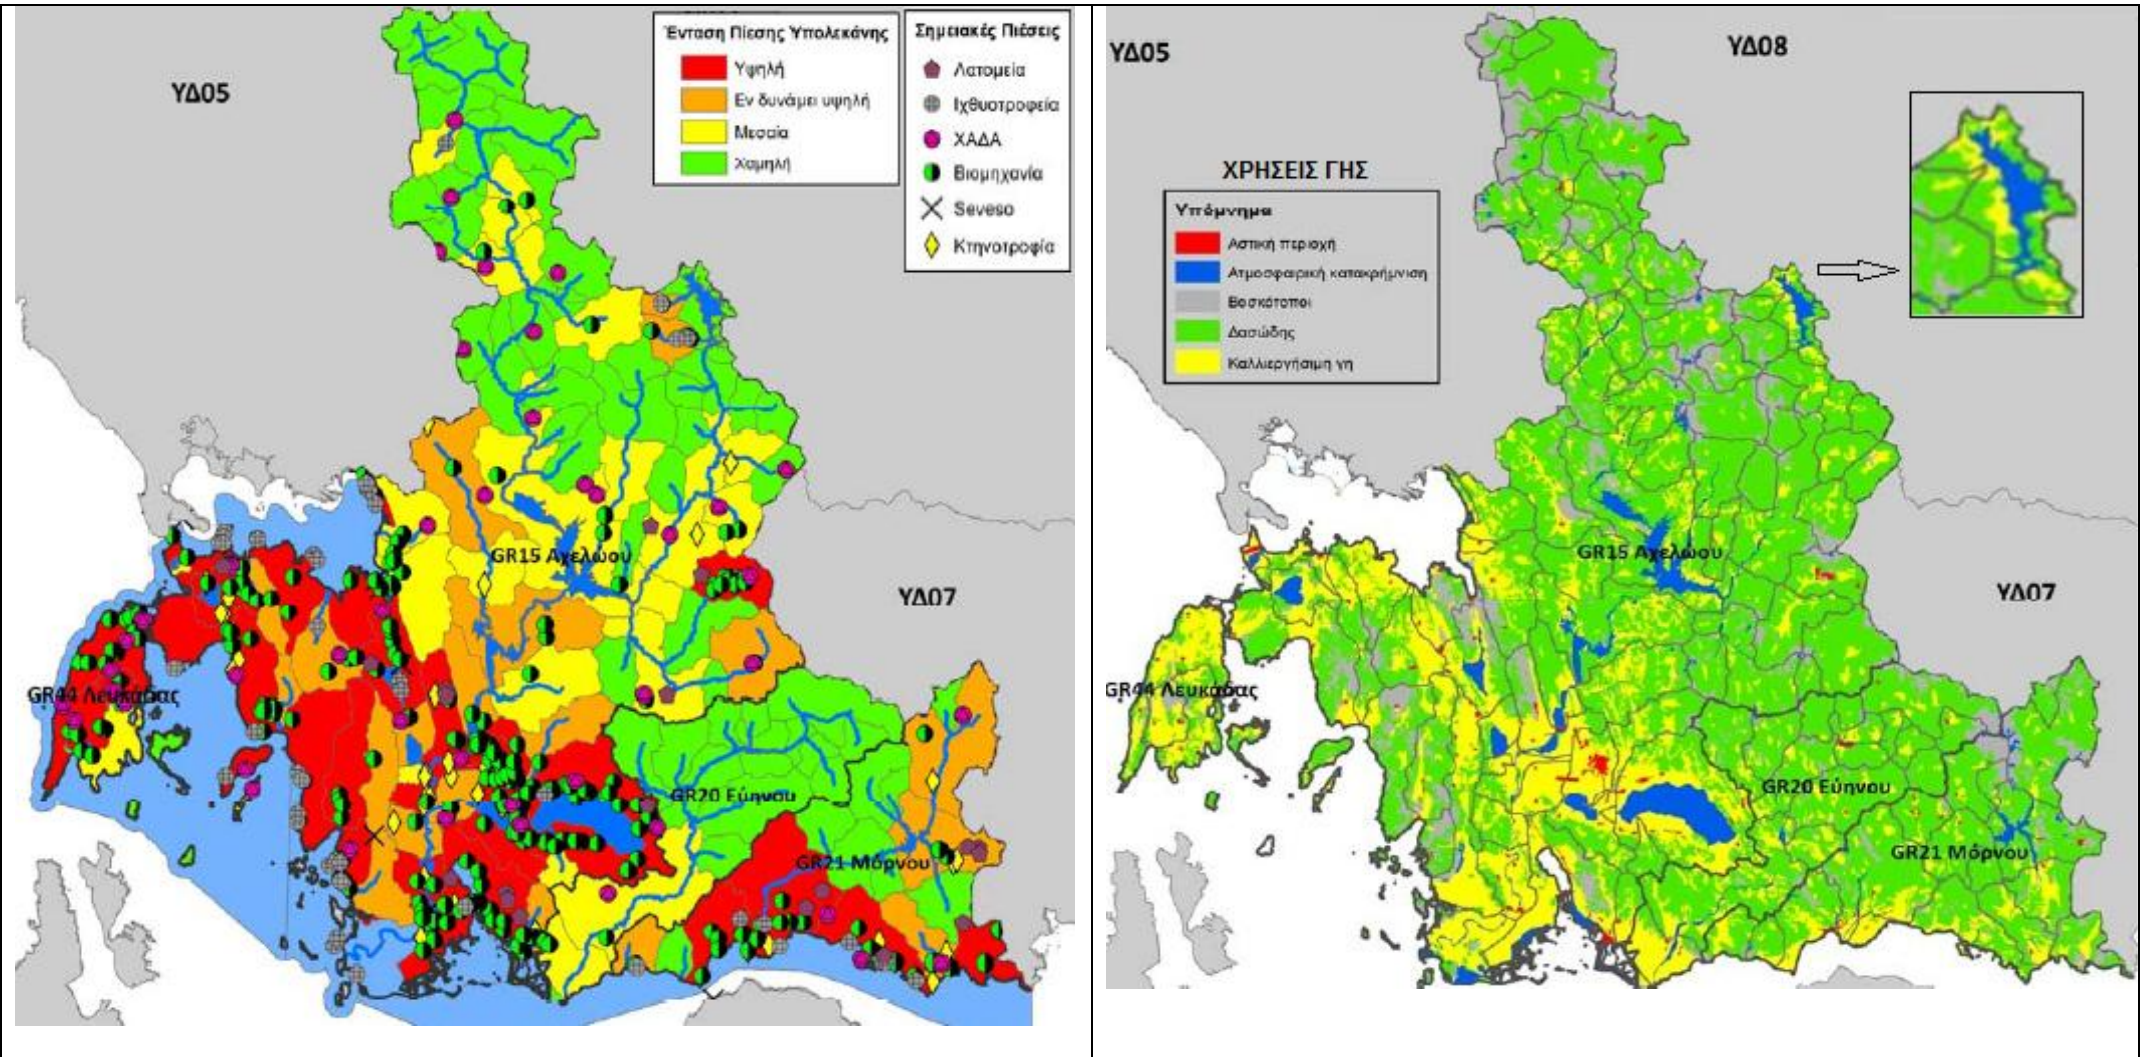 ΥΔ05
Ένταση Πίεσης Υπολεκάνης
Υψηλή
Εν δυνάμει υψηλή
Μεσαία
Χαμηλή
Σημειακές Πιέσεις
Λατομεία
Ιχθυοτροφεία
ΧΑΔΑ
Βιομηχανία
Seveso
Κτηνοτροφία
GR15 Αχελώου
ΥΔ07
GR44 Λευκάδας
GR20 Εύηνου
GR21 Μόρνου
ΥΔ05
ΥΔ08
ΧΡΗΣΕΙΣ ΓΗΣ
Υπόμνημα
Αστική περιοχή
Ατμοσφαιρική κατακρήμνιση
Βοσκότοποι
Δασώδης
Καλλιεργήσιμη γη
GR15 Αχελώου
ΥΔ07
GR44 Λευκάδας
GR20 Εύηνου
GR21 Μόρνου